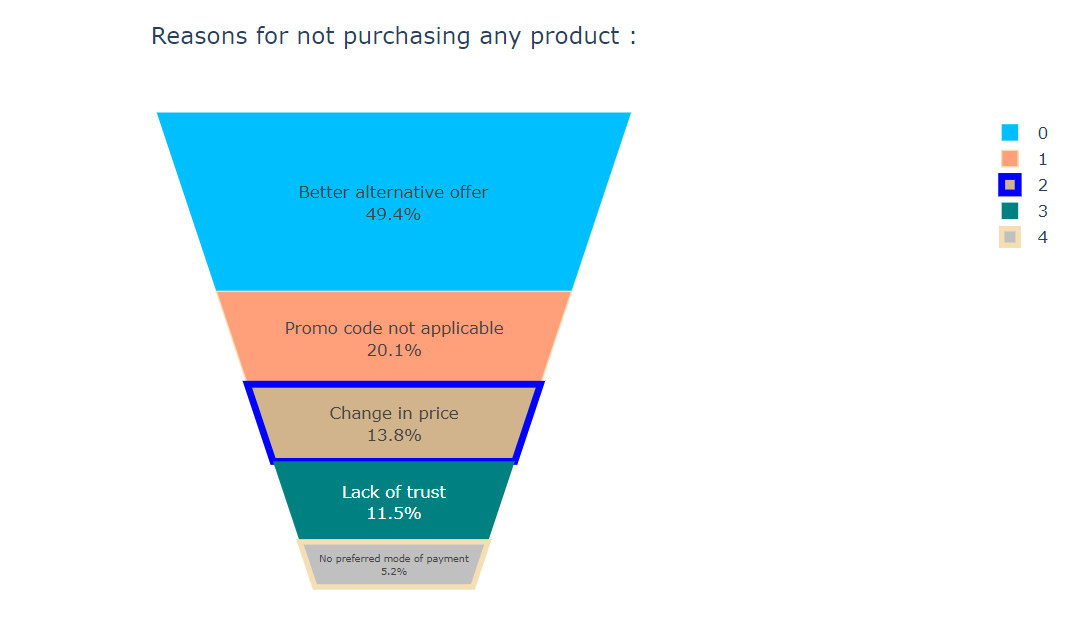 Reasons for not purchasing any product :
Better alternative offer
49.4%
Promo code not applicable
20.1%
Change in price
13.8%
Lack of trust
11.5%
No preferred mode of payment
5.2%
0
1
2
3
4